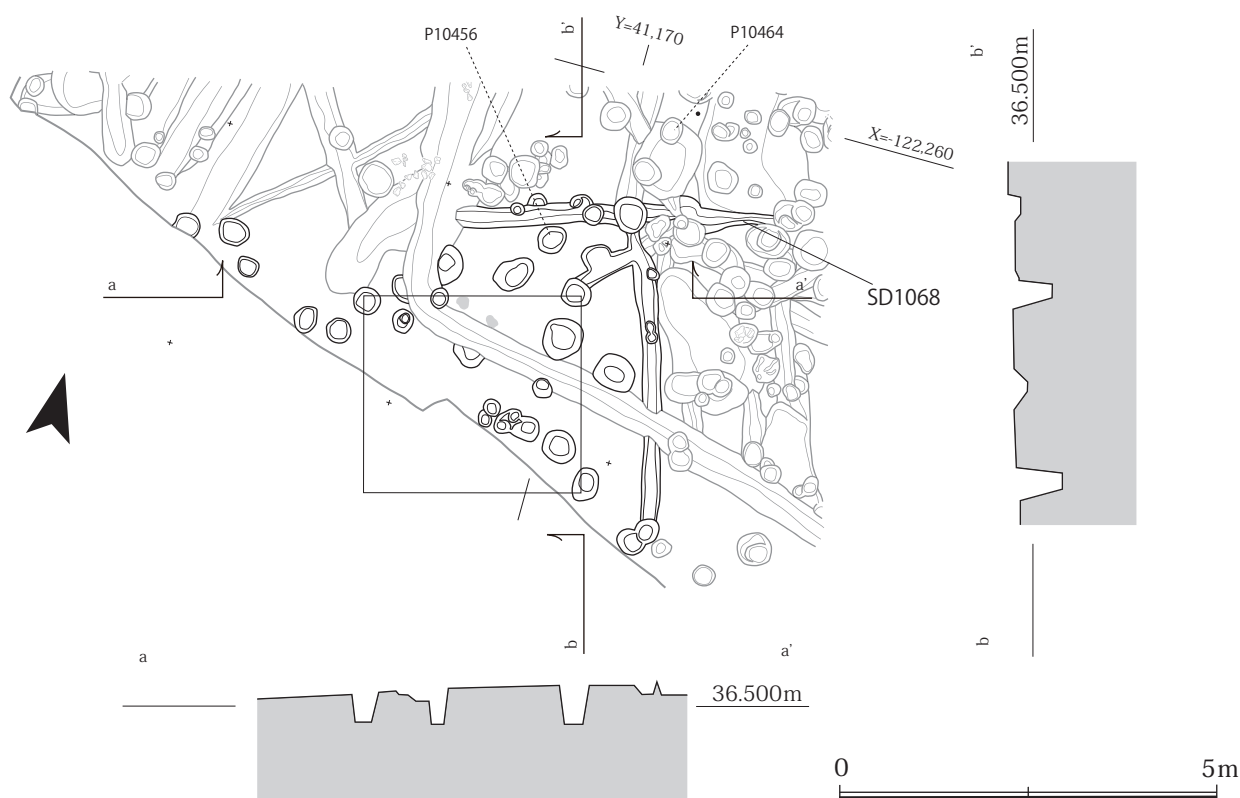 P10456
b'
Y=41,170
P10464
b'
36.500m
X=-122,260
a
a'
SD1068
b
b
a
a'
36.500m
0
5m